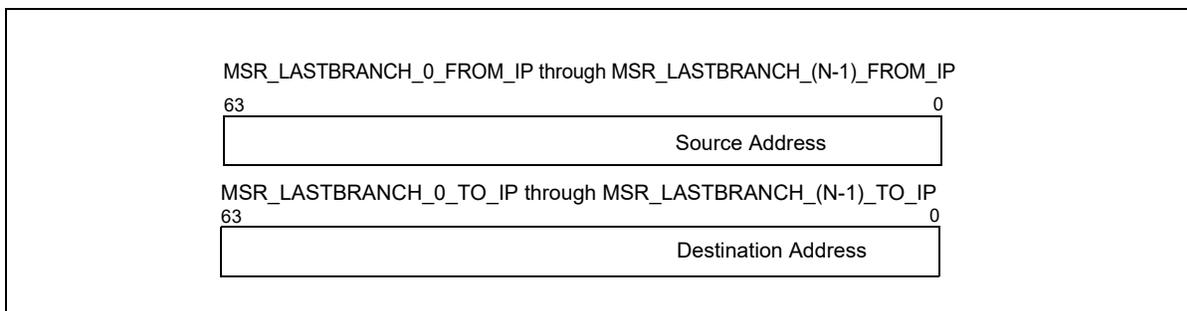 MSR_LASTBRANCH_0_FROM_IP through MSR_LASTBRANCH_(N-1)_FROM_IP
63 0
Source Address
MSR_LASTBRANCH_0_TO_IP through MSR_LASTBRANCH_(N-1)_TO_IP
63 0
Destination Address